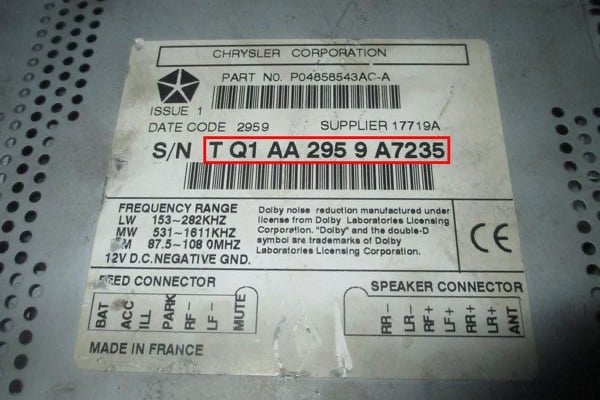 CHRYSLER CORPORATION
PART NO. P04858543AC-A
ISSUE 1
DATE CODE 2959 SUPPLIER 17719A
S/N T Q1 AA 295 9 A7235
FREQUENCY RANGE
LW 153~282KHZ
MW 531~1611KHZ
FM 87.5~108.0MHZ
12V D.C. NEGATIVE GND.
Dolby noise reduction manufactured under
license from Dolby Laboratories Licensing
Corporation. "Dolby" and the double-D
symbol are trademarks of Dolby
Laboratories Licensing Corporation.
CE
FEED CONNECTOR
BAT
ACC
ILL
PARK
RF-
LF-
MUTE
SPEAKER CONNECTOR
RR-
LR-
RF+
LF+
RR+
LR+
ANT
MADE IN FRANCE